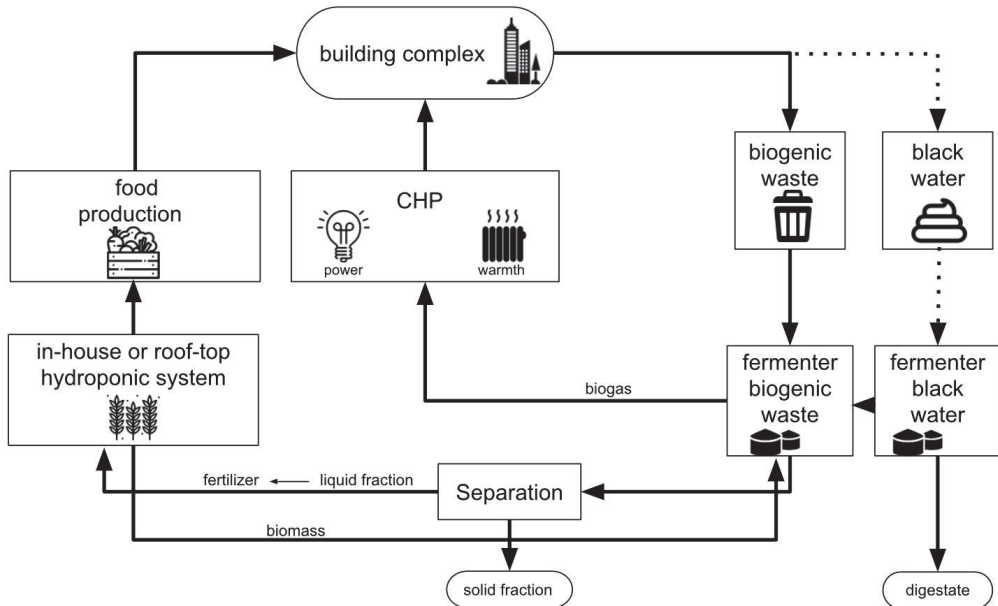 building complex
biogenic
waste
black
water
food
production
CHP
power
warmth
in-house or roof-top
hydroponic system
fermenter
biogenic
waste
fermenter
black
water
biogas
fertilizer ← liquid fraction
Separation
biomass
solid fraction
digestate